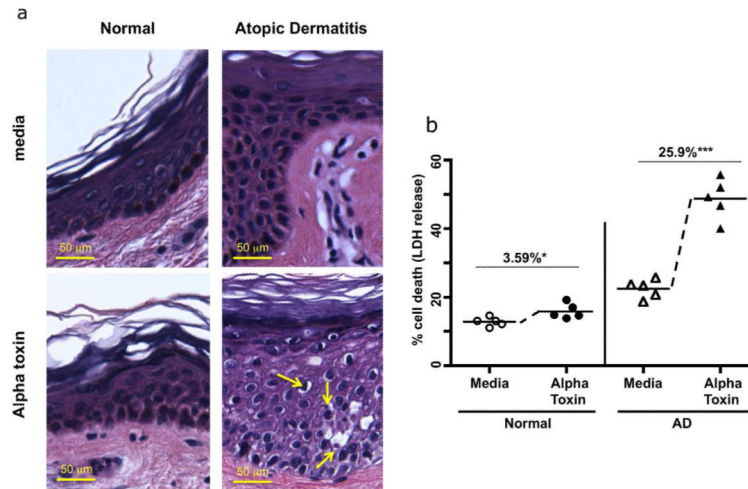 a
Normal
Atopic Dermatitis
media
50 µm
50 µm
Alpha toxin
50 µm
50 µm
b
% cell death (LDH release)
60
40
20
0
3.59%*
25.9%***
Media
Alpha
Toxin
Media
Alpha
Toxin
Normal
AD